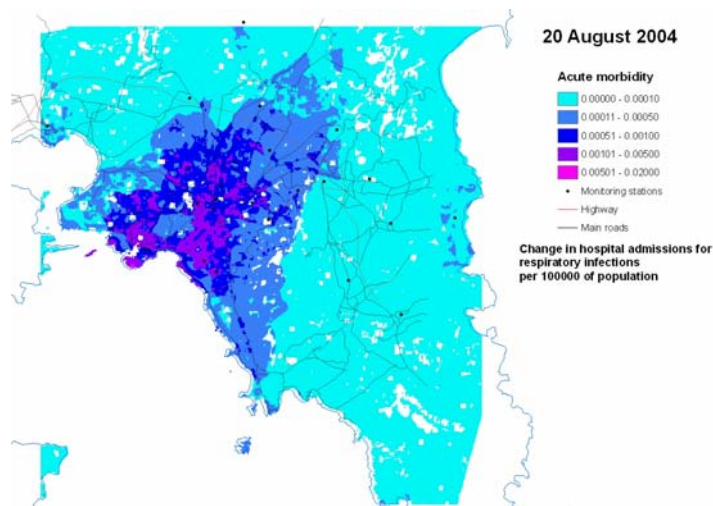 20 August 2004
Acute morbidity
0.00000 - 0.00010
0.00011 - 0.00050
0.00051 - 0.00100
0.00101 - 0.00500
0.00501 - 0.02000
Monitoring stations
Highway
Main roads
Change in hospital admissions for
respiratory infections
per 100000 of population